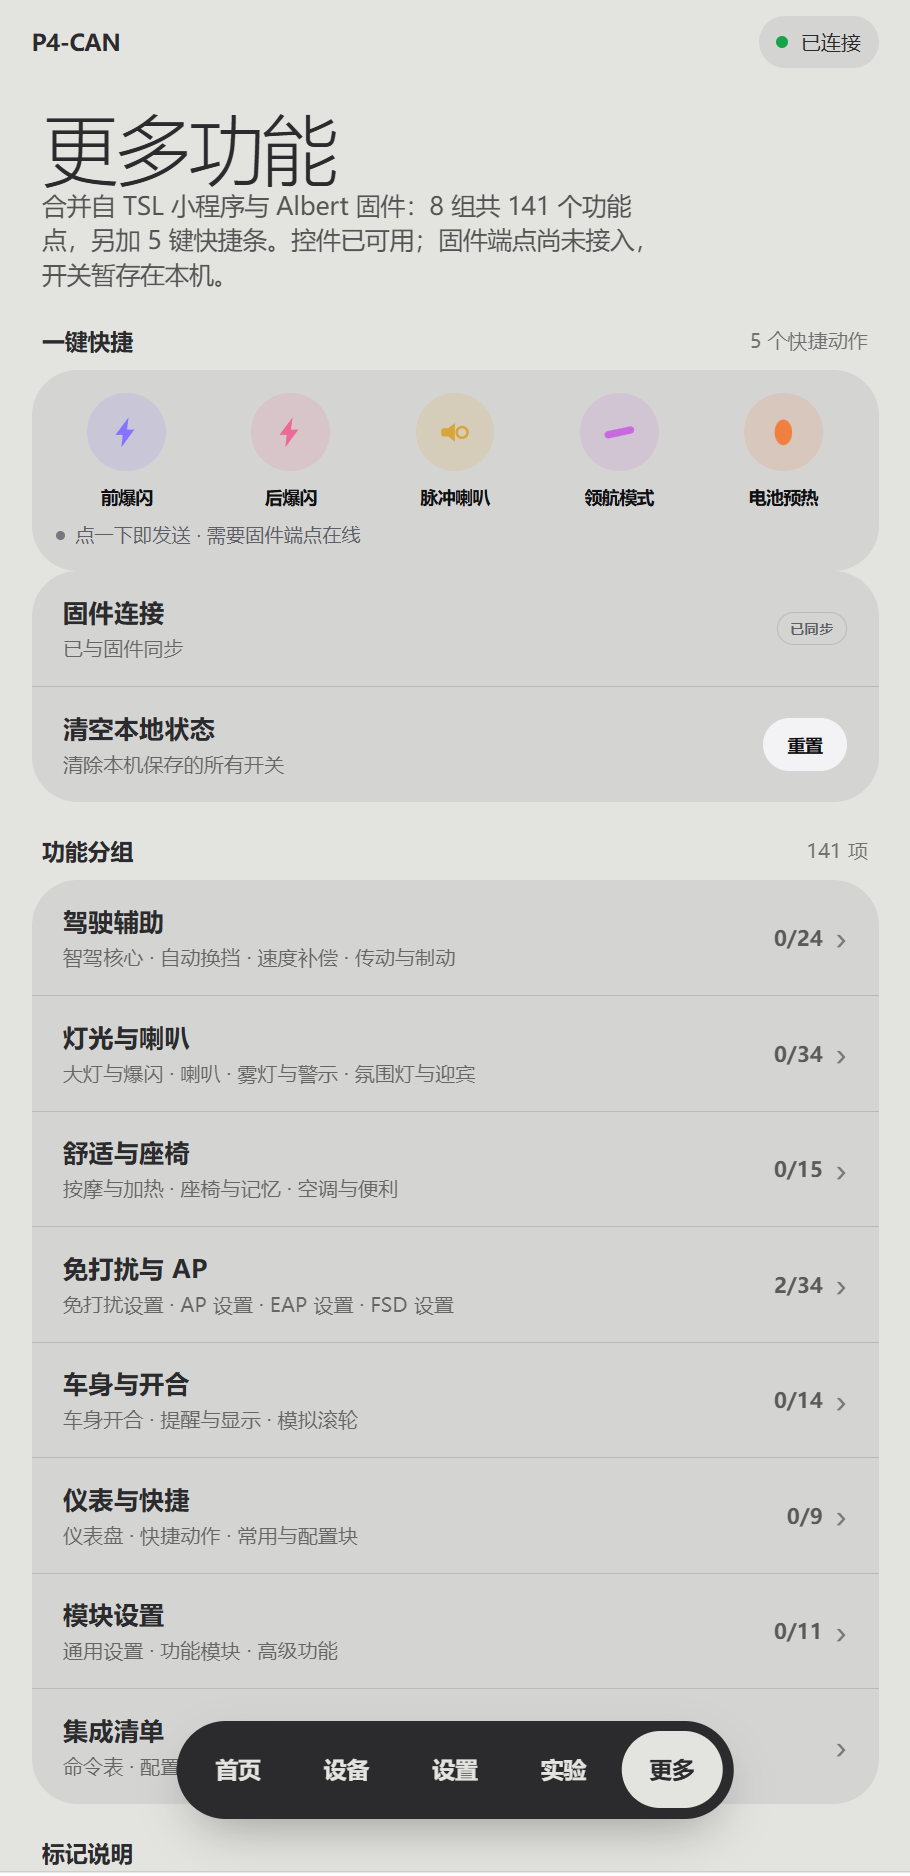 P4-CAN
已连接
更多功能
合并自 TSL 小程序与 Albert 固件：8 组共 141 个功能
点，另加 5 键快捷条。控件已可用；固件端点尚未接入，
开关暂存在本机。
一键快捷
5 个快捷动作
前爆闪
后爆闪
脉冲喇叭
领航模式
电池预热
点一下即发送 · 需要固件端点在线
固件连接
已与固件同步
已同步
清空本地状态
清除本机保存的所有开关
重置
功能分组
141 项
驾驶辅助
智驾核心 · 自动换挡 · 速度补偿 · 传动与制动
0/24
灯光与喇叭
大灯与爆闪 · 喇叭 · 雾灯与警示 · 氛围灯与迎宾
0/34
舒适与座椅
按摩与加热 · 座椅与记忆 · 空调与便利
0/15
免打扰与 AP
免打扰设置 · AP 设置 · EAP 设置 · FSD 设置
2/34
车身与开合
车身开合 · 提醒与显示 · 模拟滚轮
0/14
仪表与快捷
仪表盘 · 快捷动作 · 常用与配置块
0/9
模块设置
通用设置 · 功能模块 · 高级功能
0/11
集成清单
命令表 · 配置
首页
设备
设置
实验
更多
标记说明